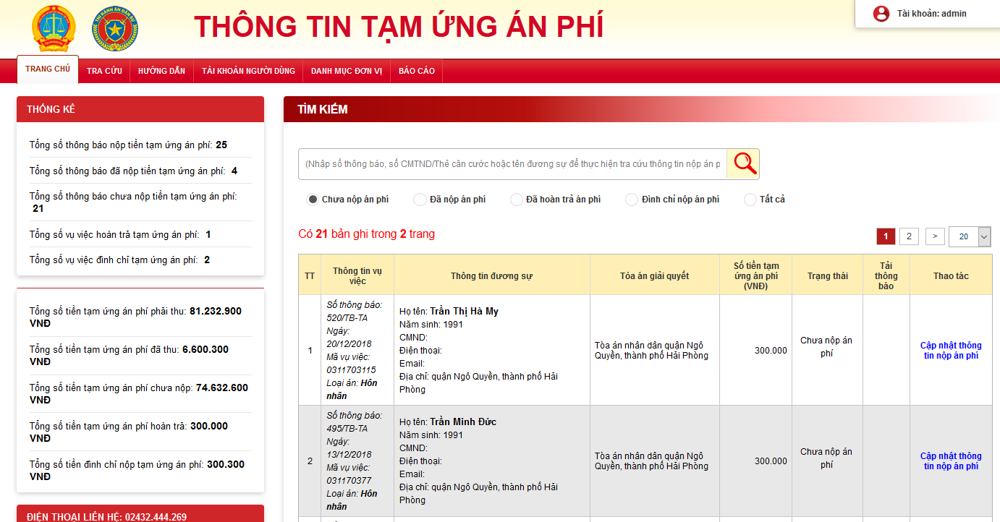 THÔNG TIN TẠM ỨNG ÁN PHÍ
Tài khoản: admin
TRANG CHỦ
TRA CỨU
HƯỚNG DẪN
TÀI KHOẢN NGƯỜI DÙNG
DANH MỤC ĐƠN VỊ
BÁO CÁO
THỐNG KÊ
Tổng số thông báo nộp tiền tạm ứng án phí: 25
Tổng số thông báo đã nộp tiền tạm ứng án phí: 4
Tổng số thông báo chưa nộp tiền tạm ứng án phí:
21
Tổng số vụ việc hoàn trả tạm ứng án phí: 1
Tổng số vụ việc đình chỉ tạm ứng án phí: 2
Tổng số tiền tạm ứng án phí phải thu: 81.232.900
VNĐ
Tổng số tiền tạm ứng án phí đã thu: 6.600.300
VNĐ
Tổng số tiền tạm ứng án phí chưa nộp: 74.632.600
VNĐ
Tổng số tiền tạm ứng án phí hoàn trả: 300.000
VNĐ
Tổng số tiền đình chỉ nộp tạm ứng án phí: 300.300
VNĐ
ĐIỆN THOẠI LIÊN HỆ: 02432.444.269
TÌM KIẾM
(Nhập số thông báo, số CMTND/Thẻ căn cước hoặc tên đương sự để thực hiện tra cứu thông tin nộp án p
Chưa nộp án phí
Đã nộp án phí
Đã hoàn trả án phí
Đình chỉ nộp án phí
Tất cả
Có 21 bản ghi trong 2 trang
1
2
>
20
TT
Thông tin vụ
việc
Thông tin đương sự
Tòa án giải quyết
Số tiền tạm
ứng án phí
(VNĐ)
Trạng thái
Tải
thông
báo
Thao tác
1
Số thông báo:
520/TB-TA
Ngày:
20/12/2018
Mã vụ việc:
0311703115
Loại án: Hôn
nhân
Họ tên: Trần Thị Hà My
Năm sinh: 1991
CMND:
Điện thoại:
Email:
Địa chỉ: quận Ngô Quyền, thành phố Hải
Phòng
Tòa án nhân dân quận Ngô
Quyền, thành phố Hải Phòng
300.000
Chưa nộp án
phí
Cập nhật thông
tin nộp án phí
2
Số thông báo:
495/TB-TA
Ngày:
13/12/2018
Mã vụ việc:
031170377
Loại án: Hôn
nhân
Họ tên: Trần Minh Đức
Năm sinh: 1991
CMND:
Điện thoại:
Email:
Địa chỉ: quận Ngô Quyền, thành phố Hải
Phòng
Tòa án nhân dân quận Ngô
Quyền, thành phố Hải Phòng
300.000
Chưa nộp án
phí
Cập nhật thông
tin nộp án phí